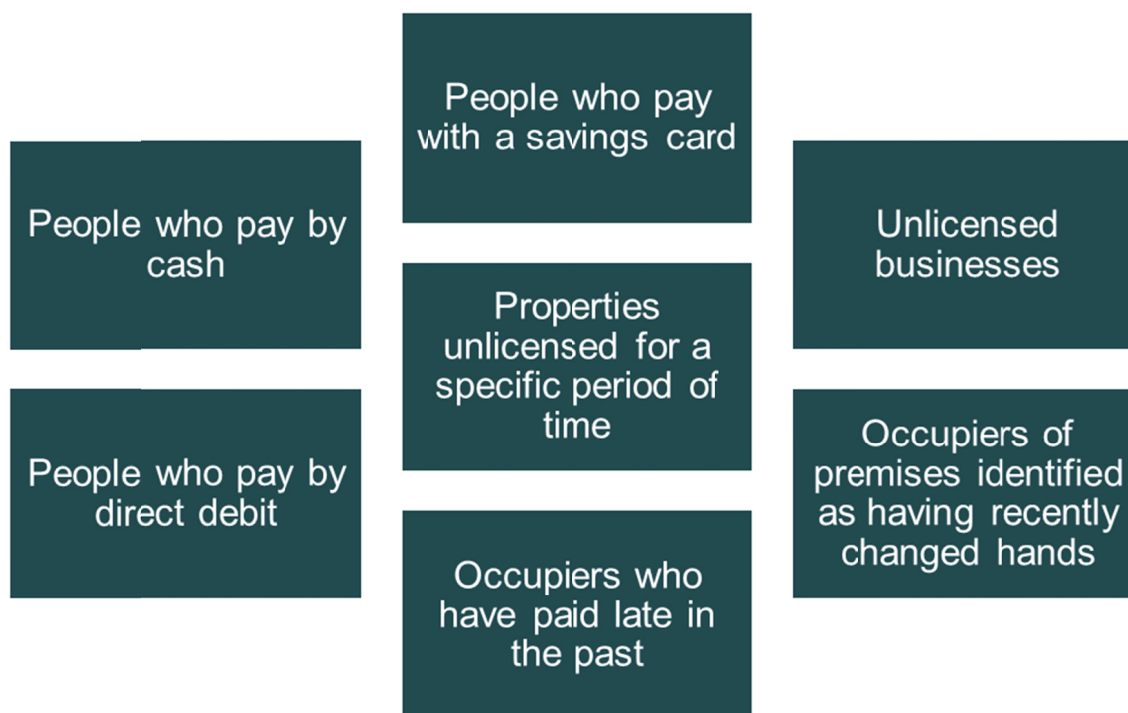 People who pay by
cash
People who pay by
direct debit
People who pay
with a savings card
Properties
unlicensed for a
specific period of
time
Occupiers who
have paid late in
the past
Unlicensed
businesses
Occupiers of
premises identified
as having recently
changed hands